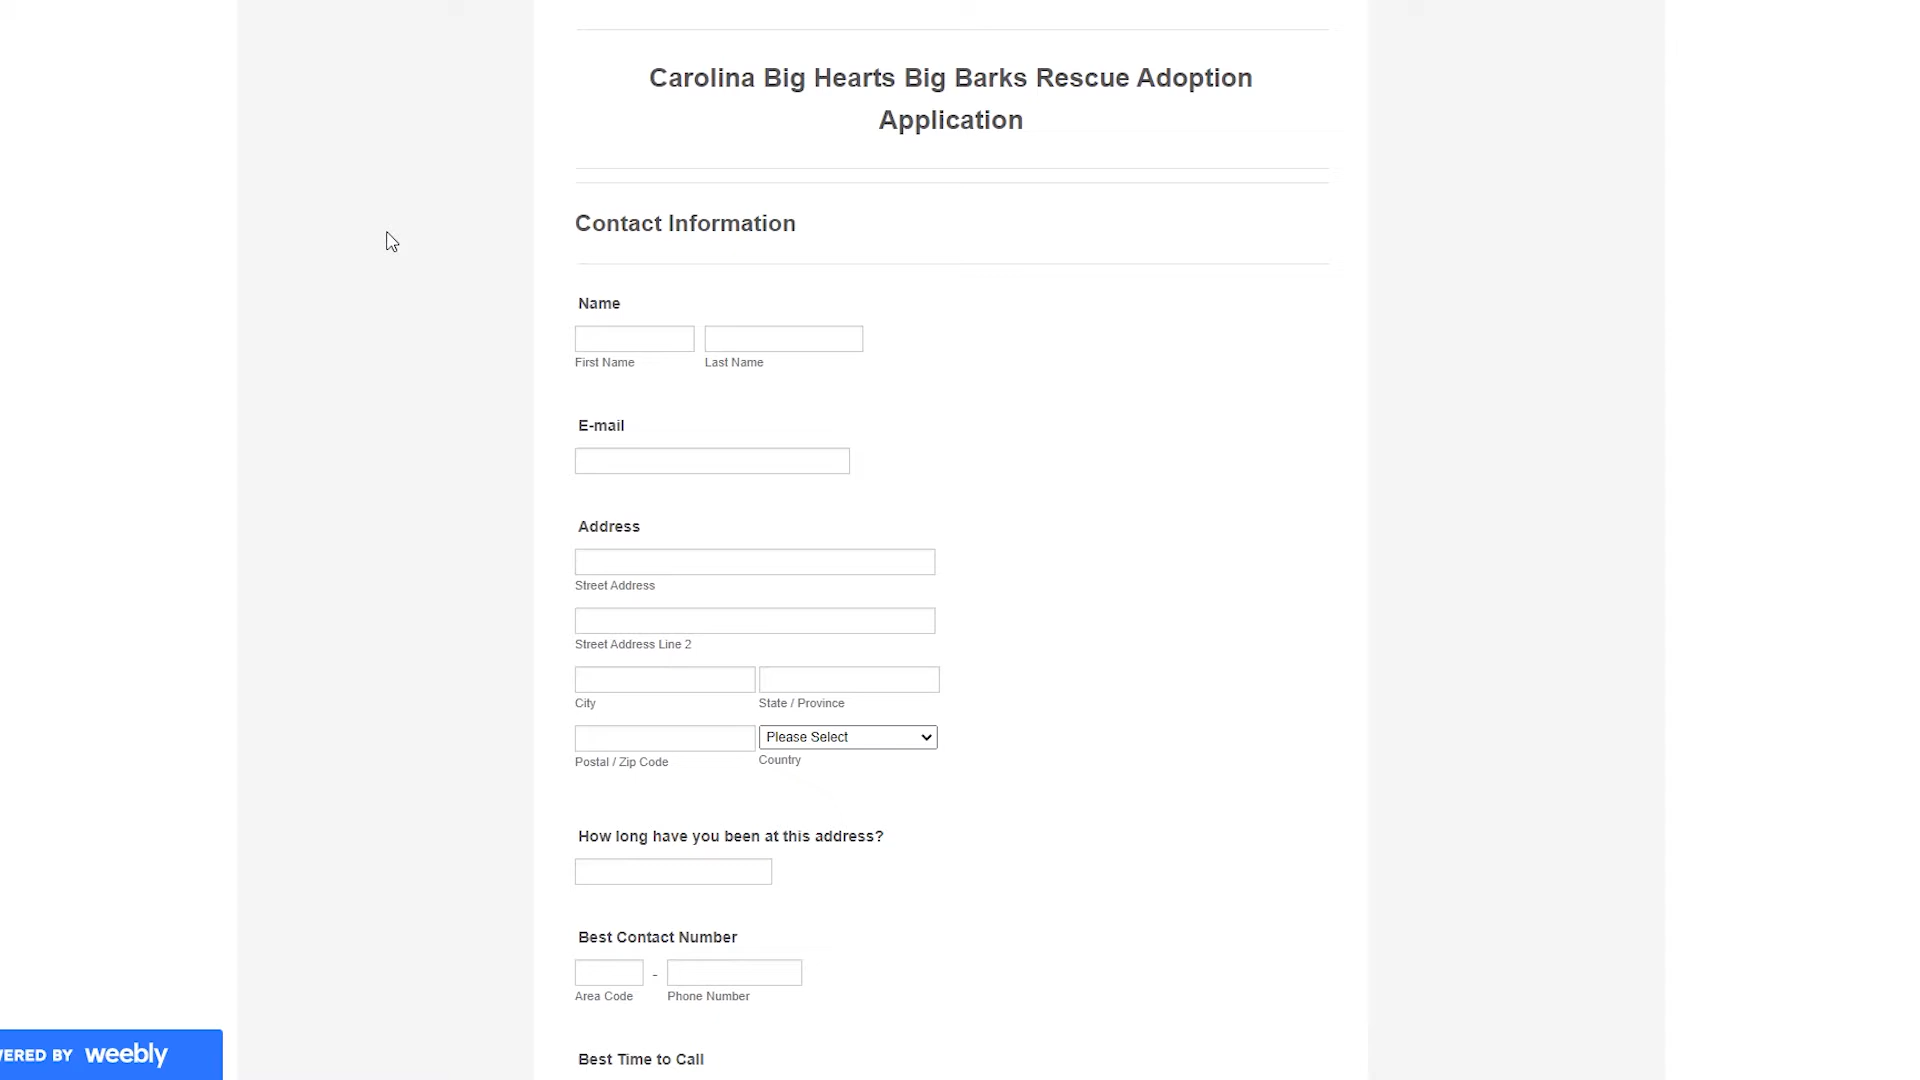 Carolina Big Hearts Big Barks Rescue Adoption
Application
Contact Information
Name
First Name Last Name
E-mail
Address
Street Address
Street Address Line 2
City State / Province
Please Select
Postal / Zip Code Country
How long have you been at this address?
Best Contact Number
-
Area Code Phone Number
Best Time to Call
BY weebly